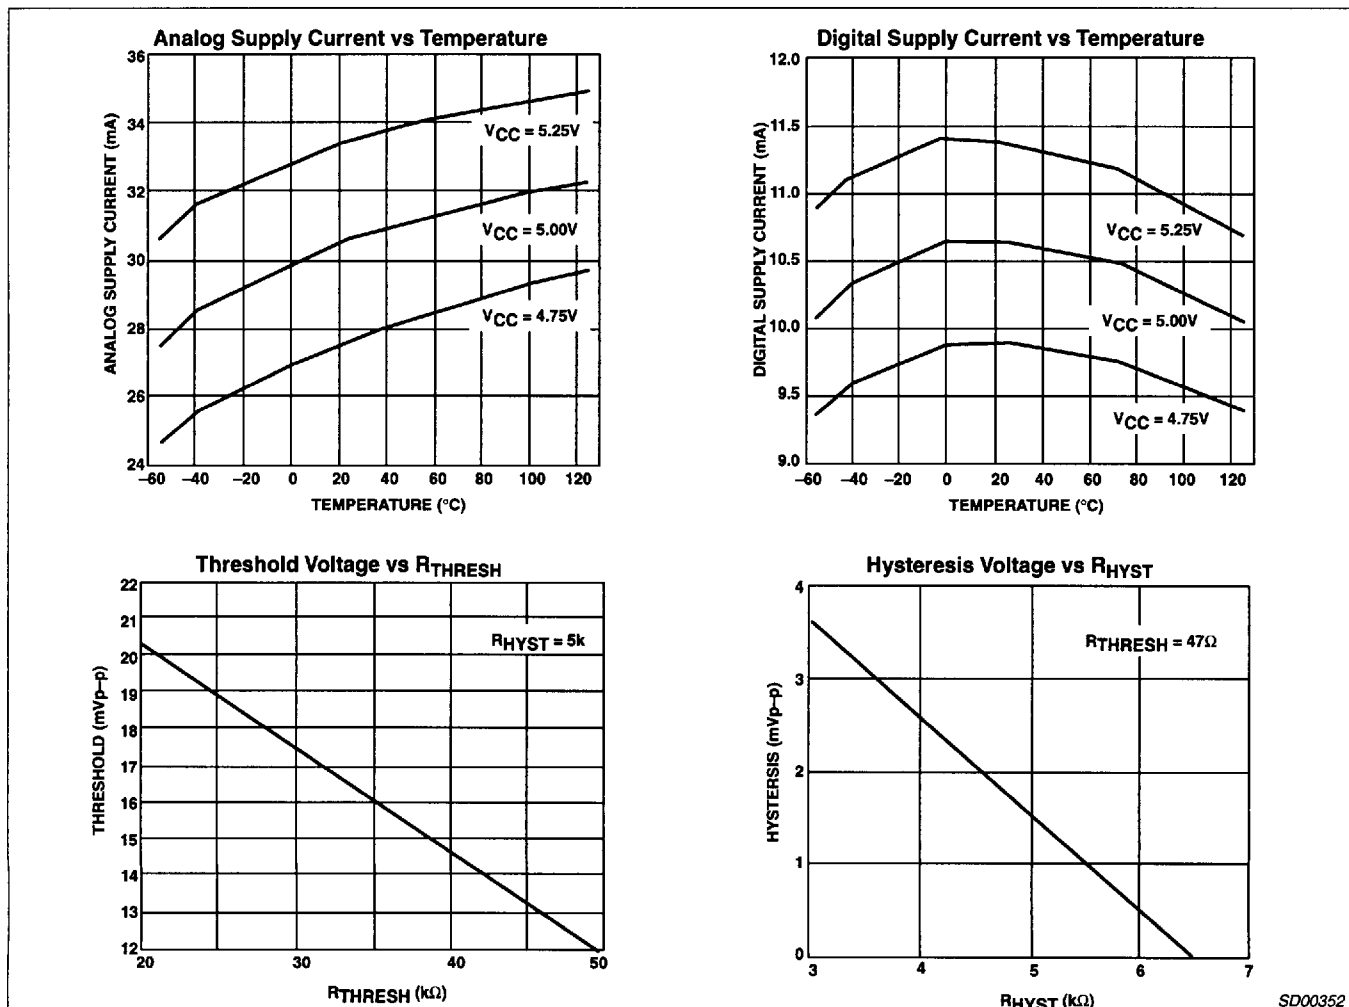 Analog Supply Current vs Temperature
ANALOG SUPPLY CURRENT (mA)
36
34
32
30
28
26
24
VCC = 5.25V
VCC = 5.00V
VCC = 4.75V
–60 –40 –20 0 20 40 60 80 100 120
TEMPERATURE (°C)
Digital Supply Current vs Temperature
DIGITAL SUPPLY CURRENT (mA)
12.0
11.5
11.0
10.5
10.0
9.5
9.0
VCC = 5.25V
VCC = 5.00V
VCC = 4.75V
–60 –40 –20 0 20 40 60 80 100 120
TEMPERATURE (°C)
Threshold Voltage vs RTHRESH
THRESHOLD (mVp–p)
22
21
20
19
18
17
16
15
14
13
12
RHYST = 5k
20 30 40 50
RTHRESH (kΩ)
Hysteresis Voltage vs RHYST
HYSTERSIS (mVp–p)
4
3
2
1
0
RTHRESH = 47Ω
3 4 5 6 7
RHYST (kΩ)
SD00352